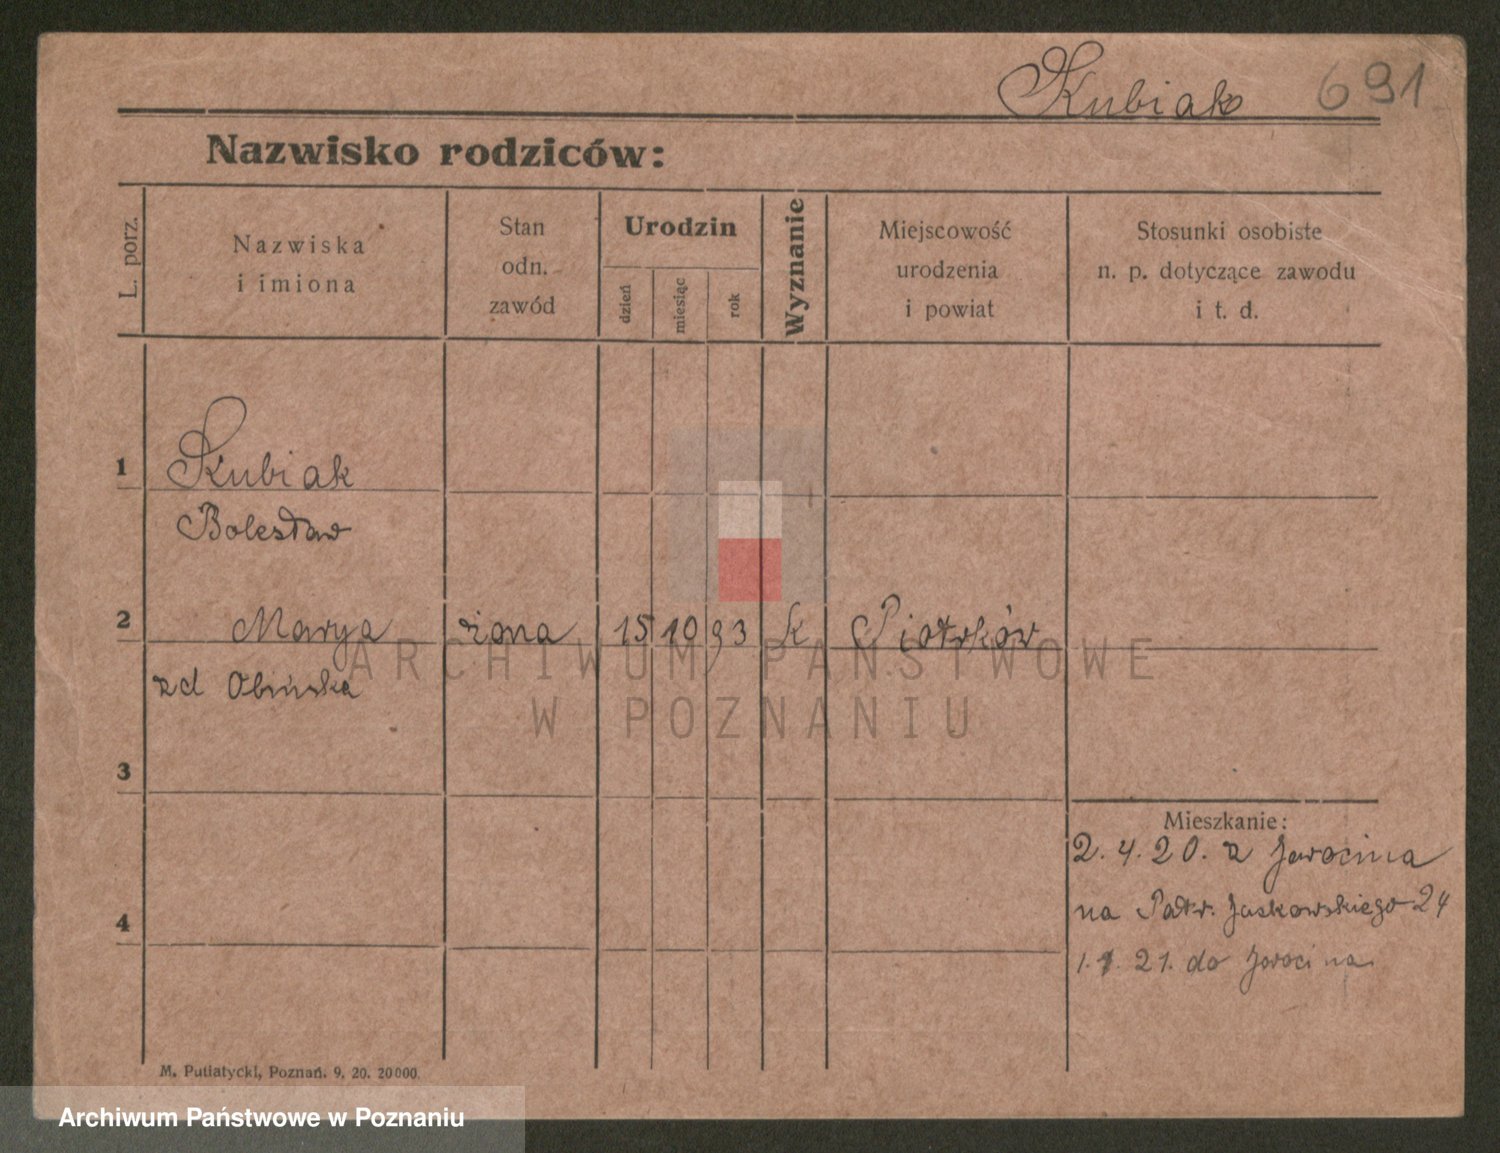 Kubiak 691
Nazwisko rodziców:
L. porz.
Nazwiska
i imiona
Stan
odn.
zawód
Urodzin
dzień
miesiąc
rok
Wyznanie
Miejscowość
urodzenia
i powiat
Stosunki osobiste
n. p. dotyczące zawodu
i t. d.
1 Kubiak
Bolesław
2 Marya żona 15 10 93 k Piotrków
zd Obińska
ARCHIWUM PAŃSTWOWE
W POZNANIU
3
Mieszkanie:
2.4.20. z Jarocina
na Patr. Jackowskiego 24
4
1. 1. 21. do Jarocina
M. Putiatycki, Poznań. 9. 20. 20000.
Archiwum Państwowe w Poznaniu